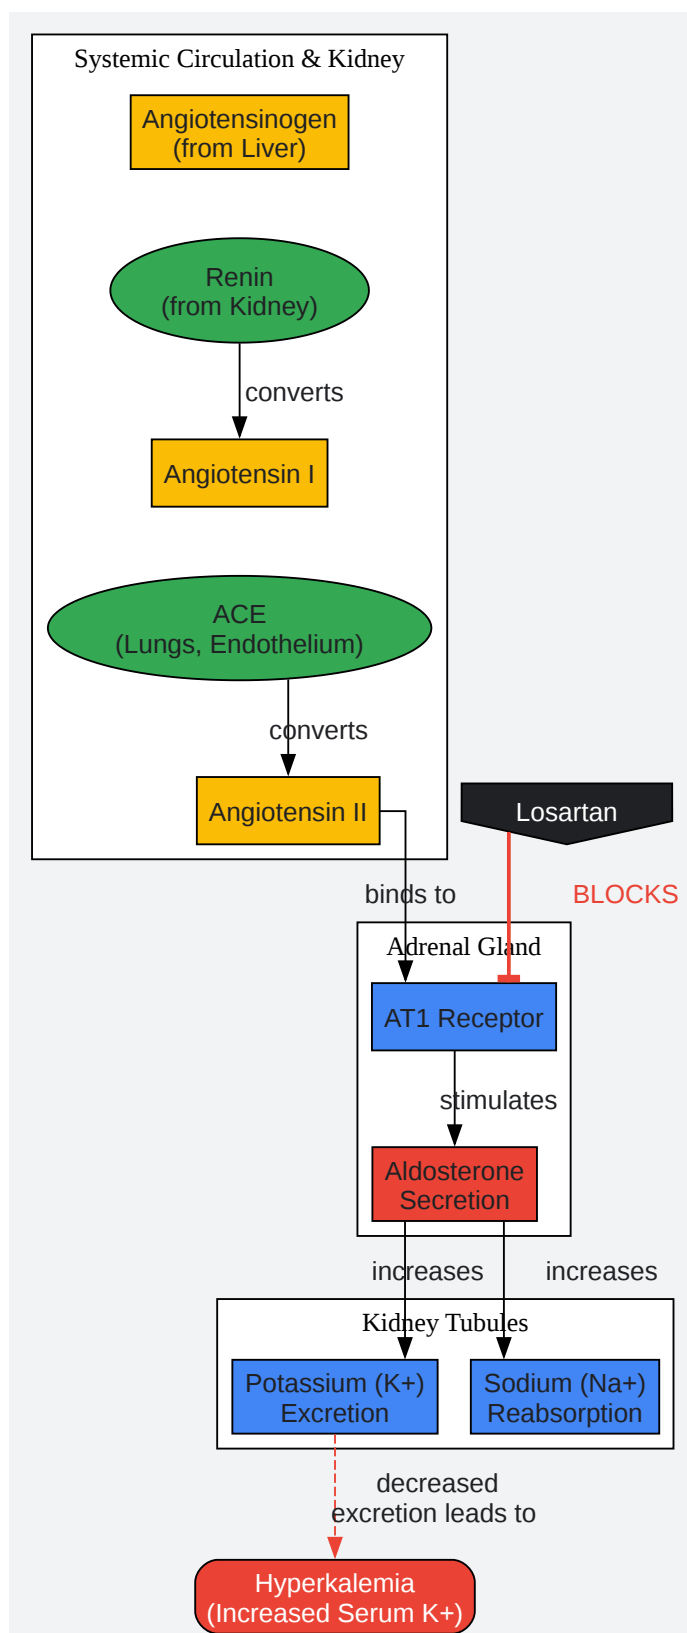 Systemic Circulation & Kidney
Angiotensinogen
(from Liver)
Renin
(from Kidney)
converts
Angiotensin I
ACE
(Lungs, Endothelium)
converts
Angiotensin II
Losartan
binds to
BLOCKS
Adrenal Gland
AT1 Receptor
stimulates
Aldosterone
Secretion
increases
increases
Kidney Tubules
Potassium (K+)
Excretion
Sodium (Na+)
Reabsorption
decreased
excretion leads to
Hyperkalemia
(Increased Serum K+)